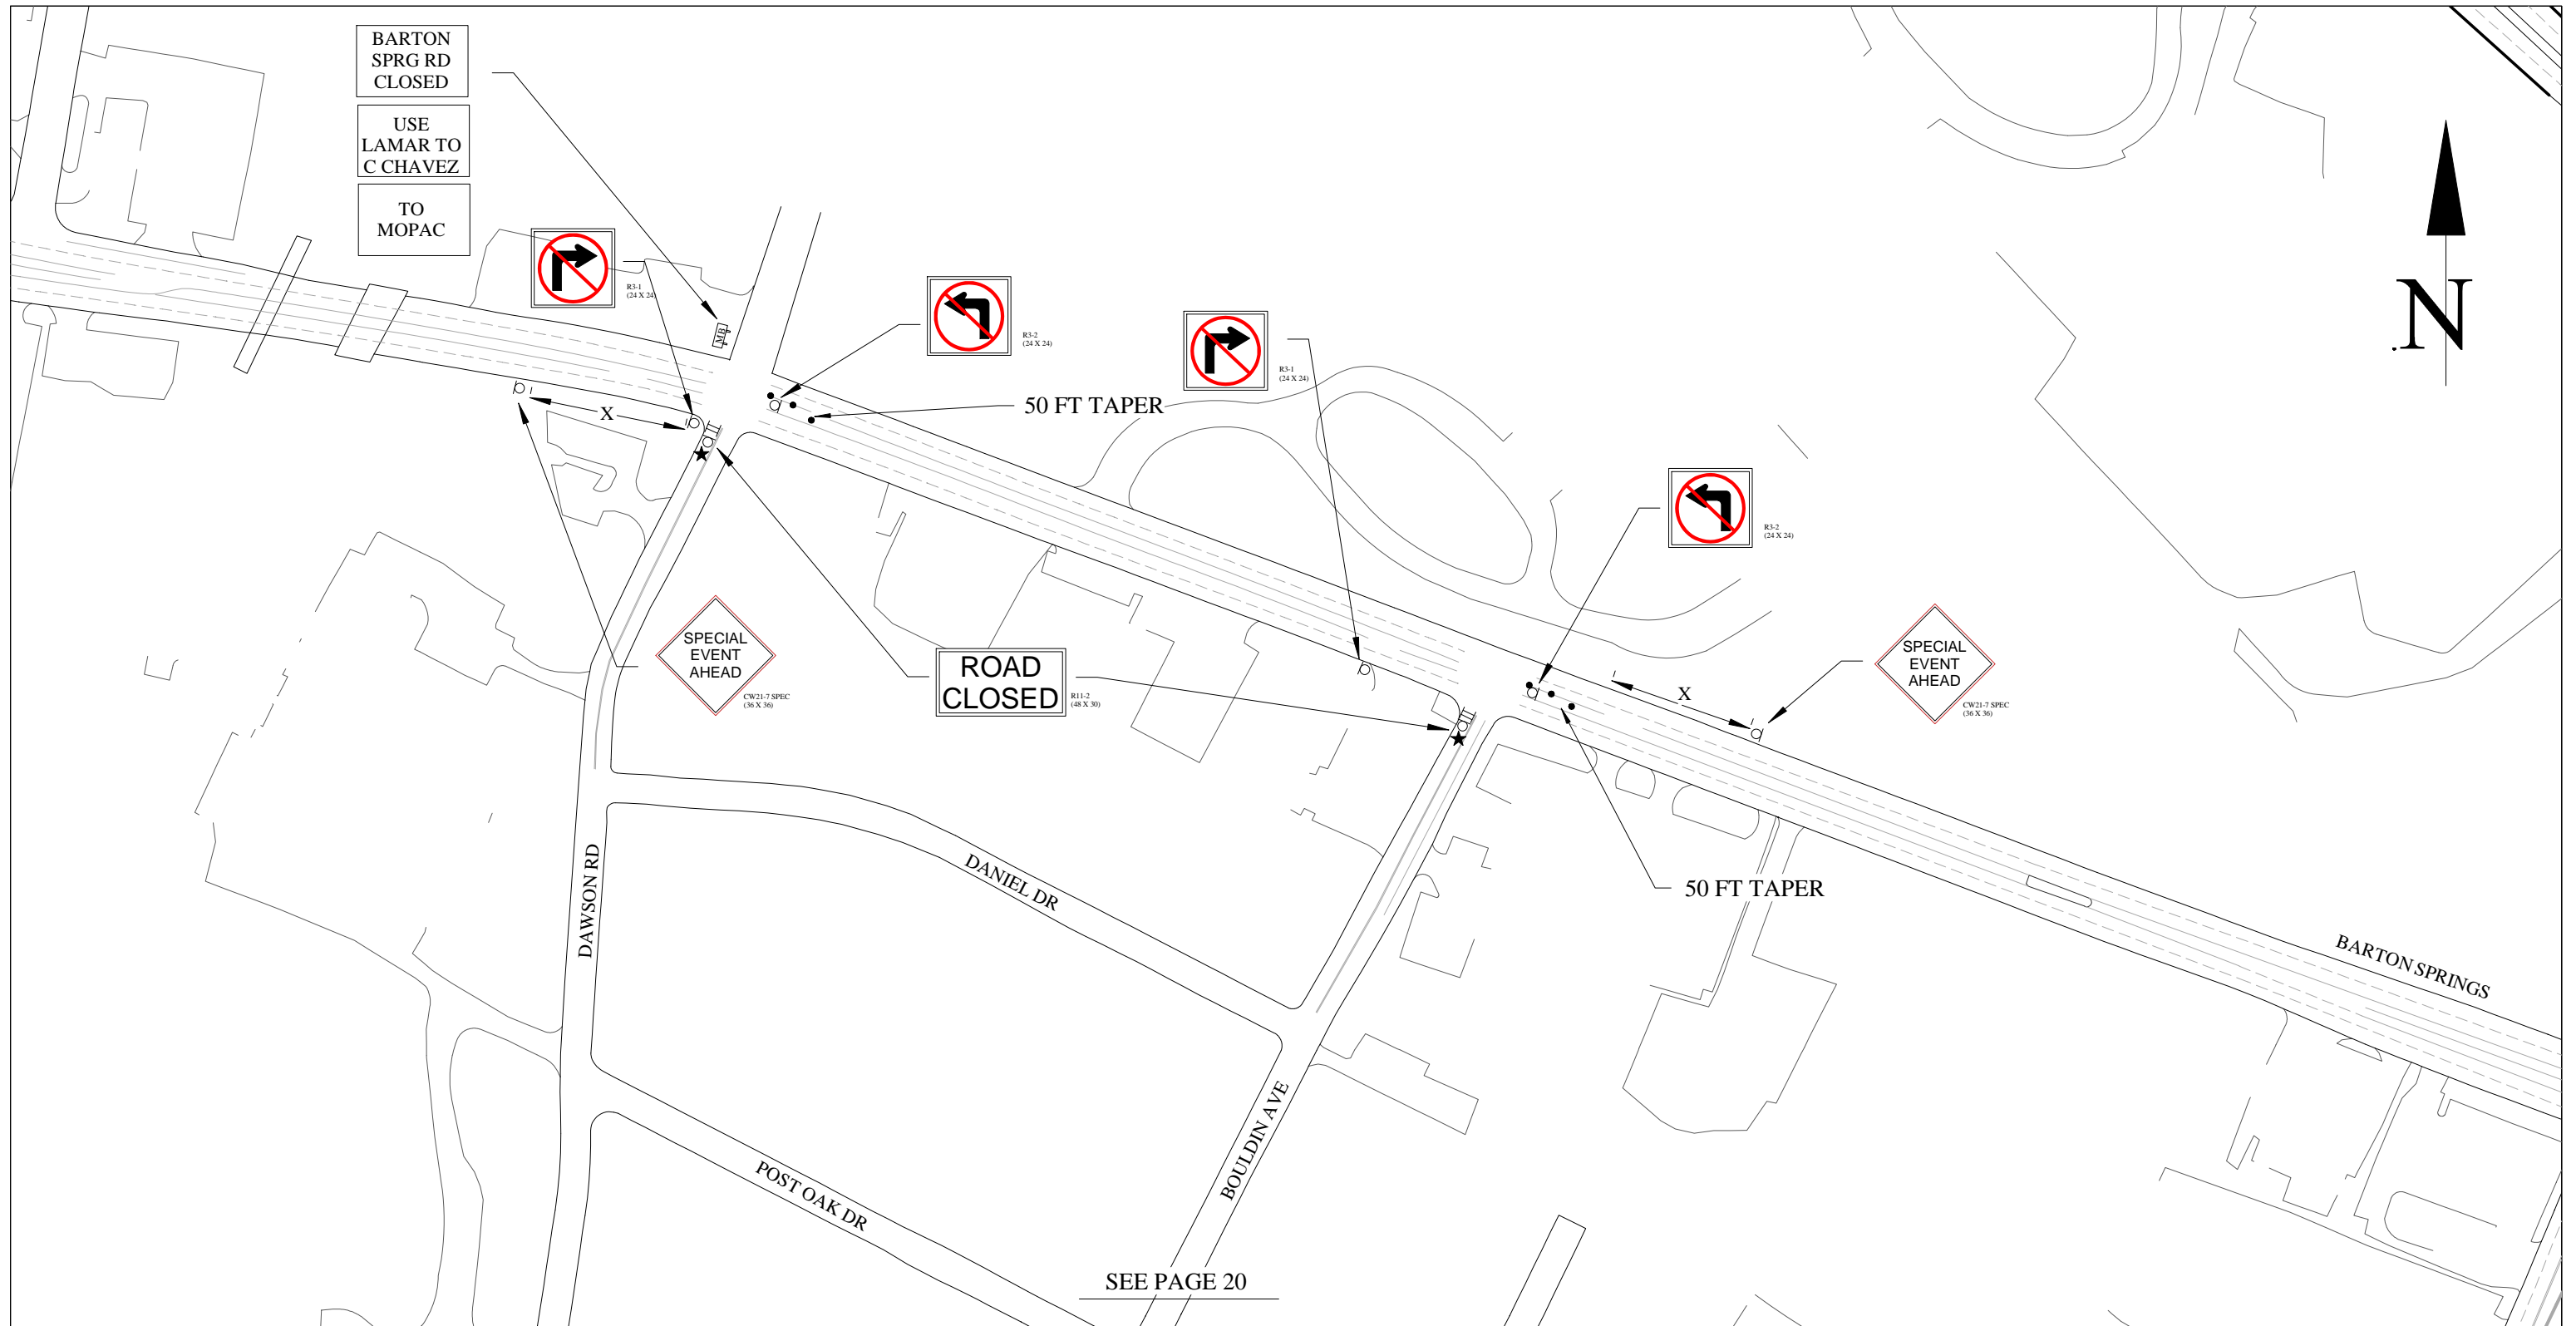 BARTON
SPRG RD
CLOSED
USE
LAMAR TO
C CHAVEZ
TO
MOPAC
R3-1
(24 X 24)
MB
R3-2
(24 X 24)
R3-1
(24 X 24)
N
X
50 FT TAPER
R3-2
(24 X 24)
SPECIAL
EVENT
AHEAD
CW21-7 SPEC
(36 X 36)
ROAD
CLOSED
R11-2
(48 X 30)
X
SPECIAL
EVENT
AHEAD
CW21-7 SPEC
(36 X 36)
50 FT TAPER
DAWSON RD
DANIEL DR
BARTON SPRINGS
POST OAK DR
BOULDIN AVE
SEE PAGE 20